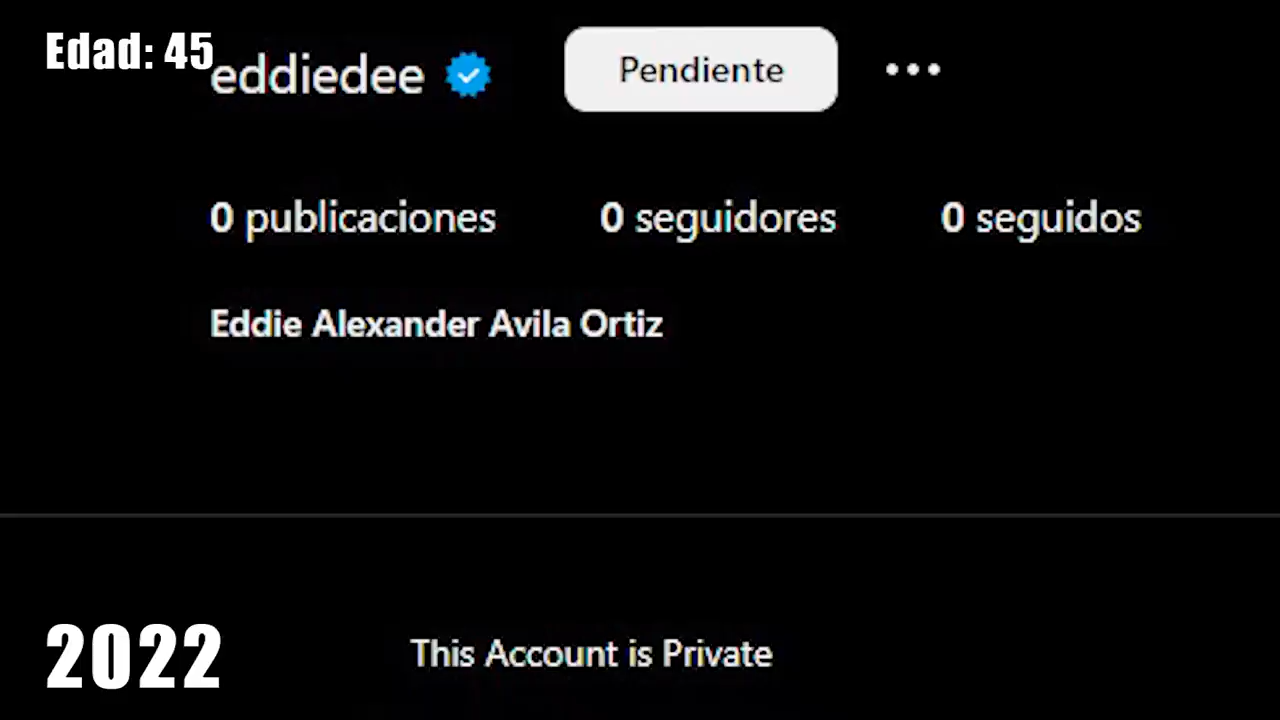 Edad: 45
eddiedee
Pendiente
0 publicaciones 0 seguidores 0 seguidos
Eddie Alexander Avila Ortiz
2022
This Account is Private